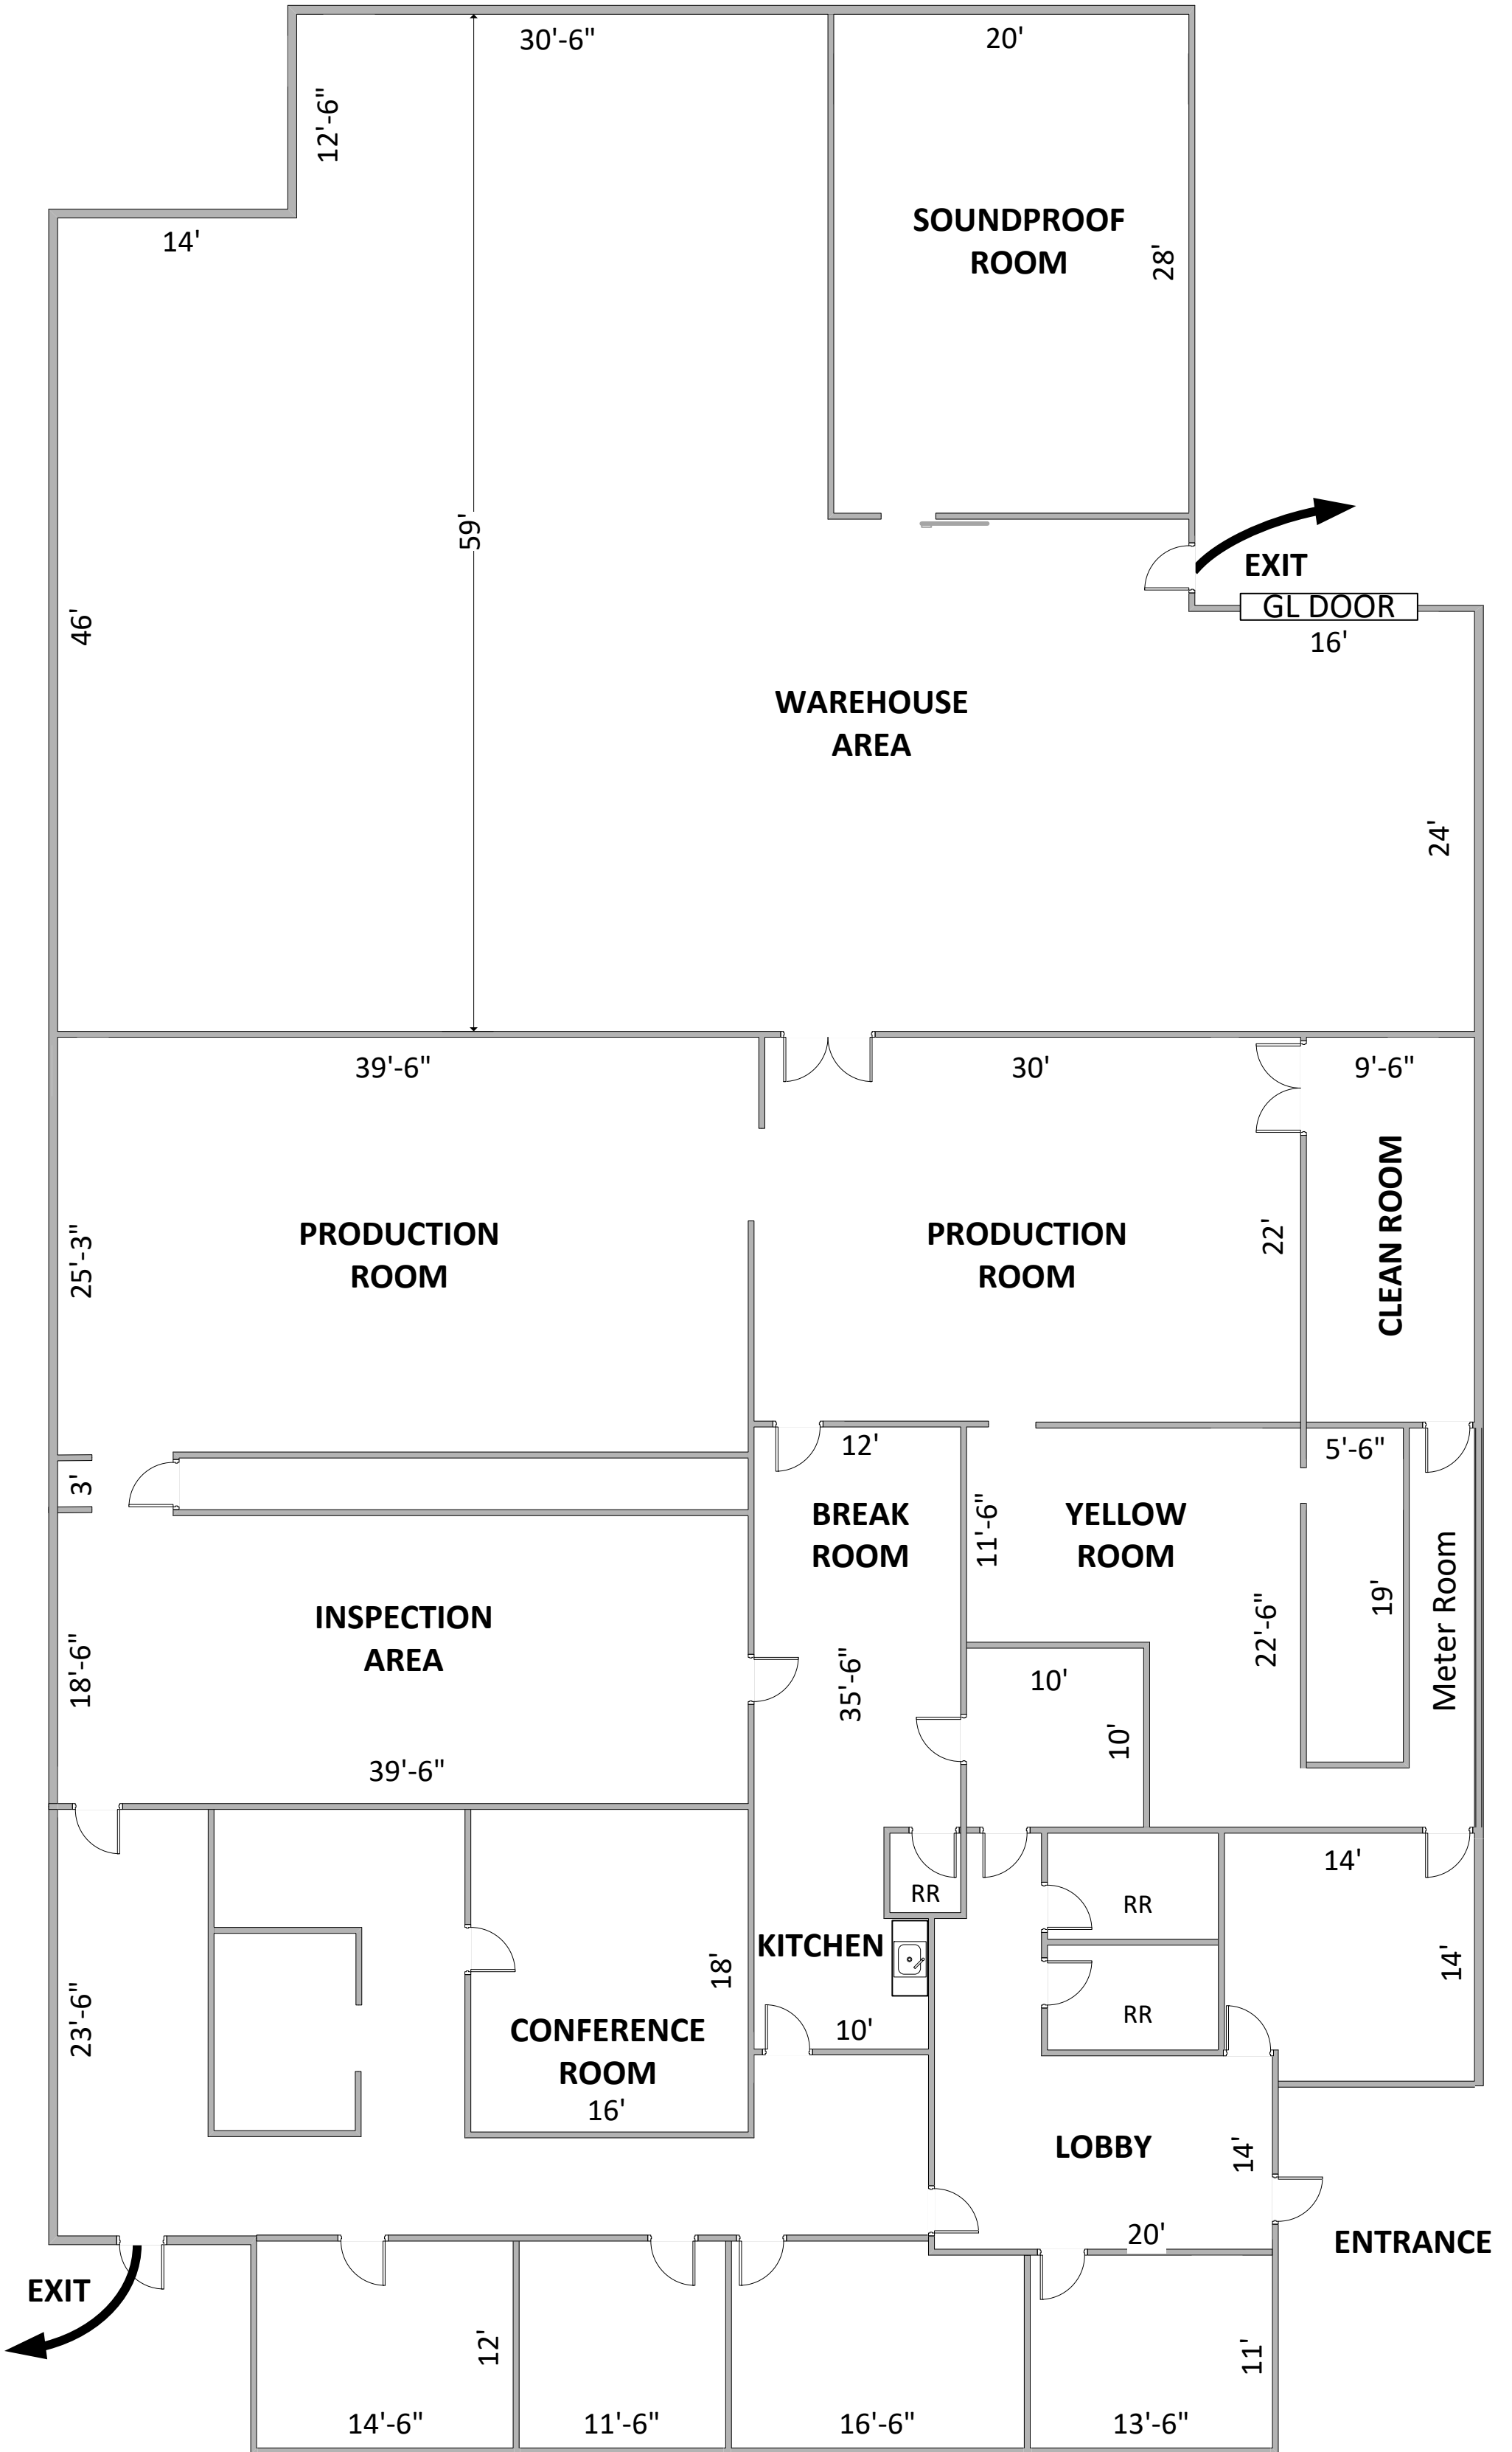 30'-6"
20'
12'-6"
14'
SOUNDPROOF
ROOM
28'
59'
46'
EXIT
GL DOOR
16'
WAREHOUSE
AREA
24'
39'-6"
30'
9'-6"
25'-3"
PRODUCTION
ROOM
PRODUCTION
ROOM
22'
CLEAN ROOM
3'
12'
5'-6"
BREAK
ROOM
11'-6"
YELLOW
ROOM
19'
Meter Room
INSPECTION
AREA
18'-6"
35'-6"
22'-6"
10'
10'
39'-6"
14'
RR
RR
KITCHEN
18'
14'
23'-6"
CONFERENCE
ROOM
16'
10'
RR
LOBBY
14'
20'
ENTRANCE
EXIT
12'
11'
14'-6"
11'-6"
16'-6"
13'-6"